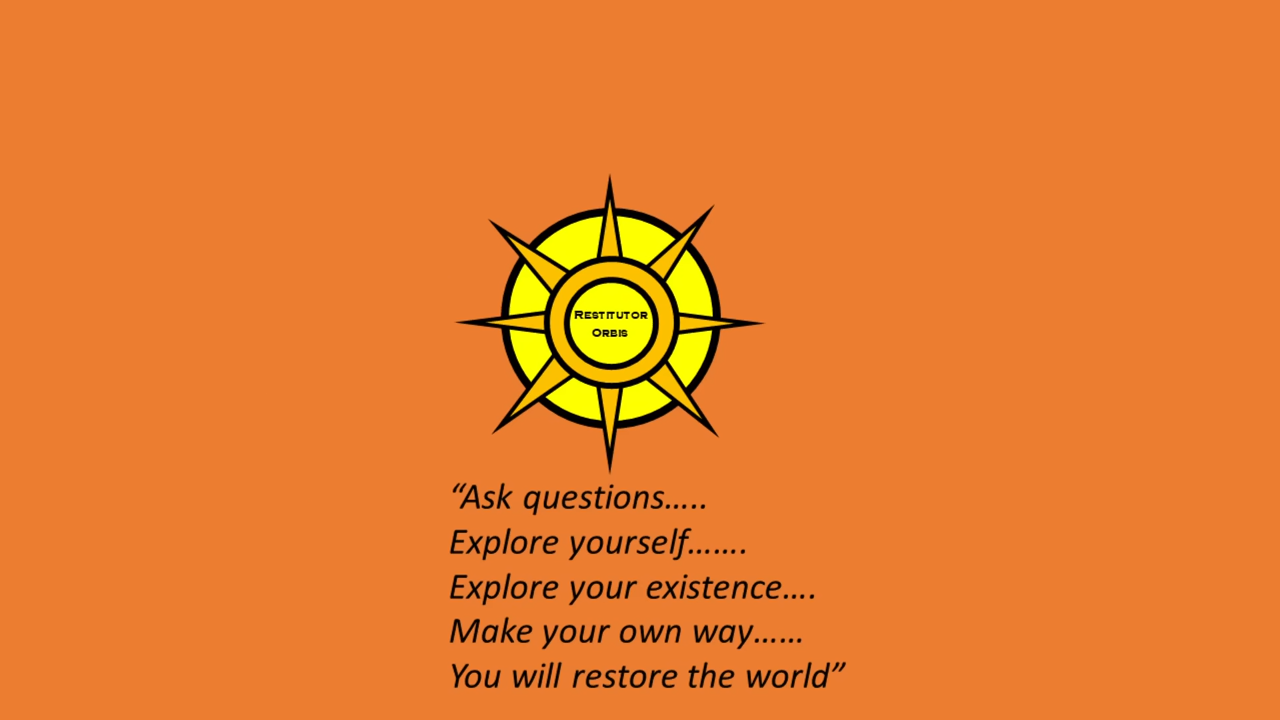 RESTITUTOR
ORBIS
“Ask questions.….
Explore yourself…….
Explore your existence….
Make your own way……
You will restore the world”